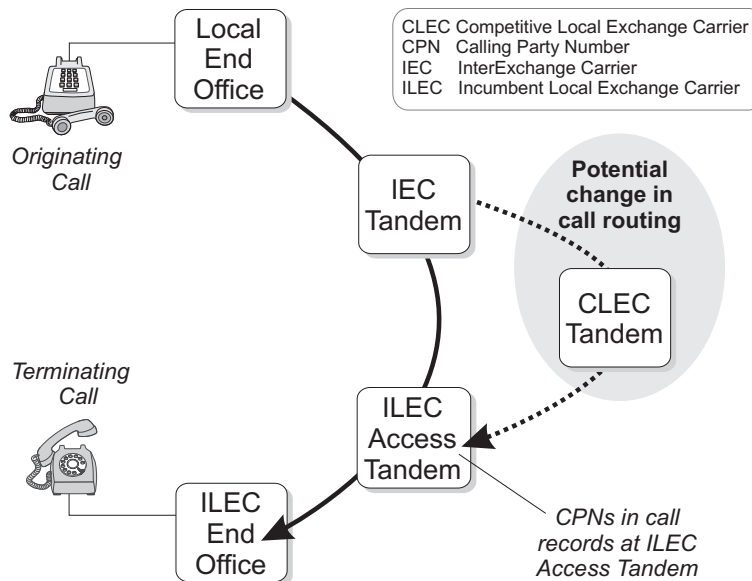 Local
End
Office
CLEC Competitive Local Exchange Carrier
CPN Calling Party Number
IEC InterExchange Carrier
ILEC Incumbent Local Exchange Carrier
Originating
Call
IEC
Tandem
Potential
change in
call routing
CLEC
Tandem
Terminating
Call
ILEC
Access
Tandem
ILEC
End
Office
CPNs in call
records at ILEC
Access Tandem